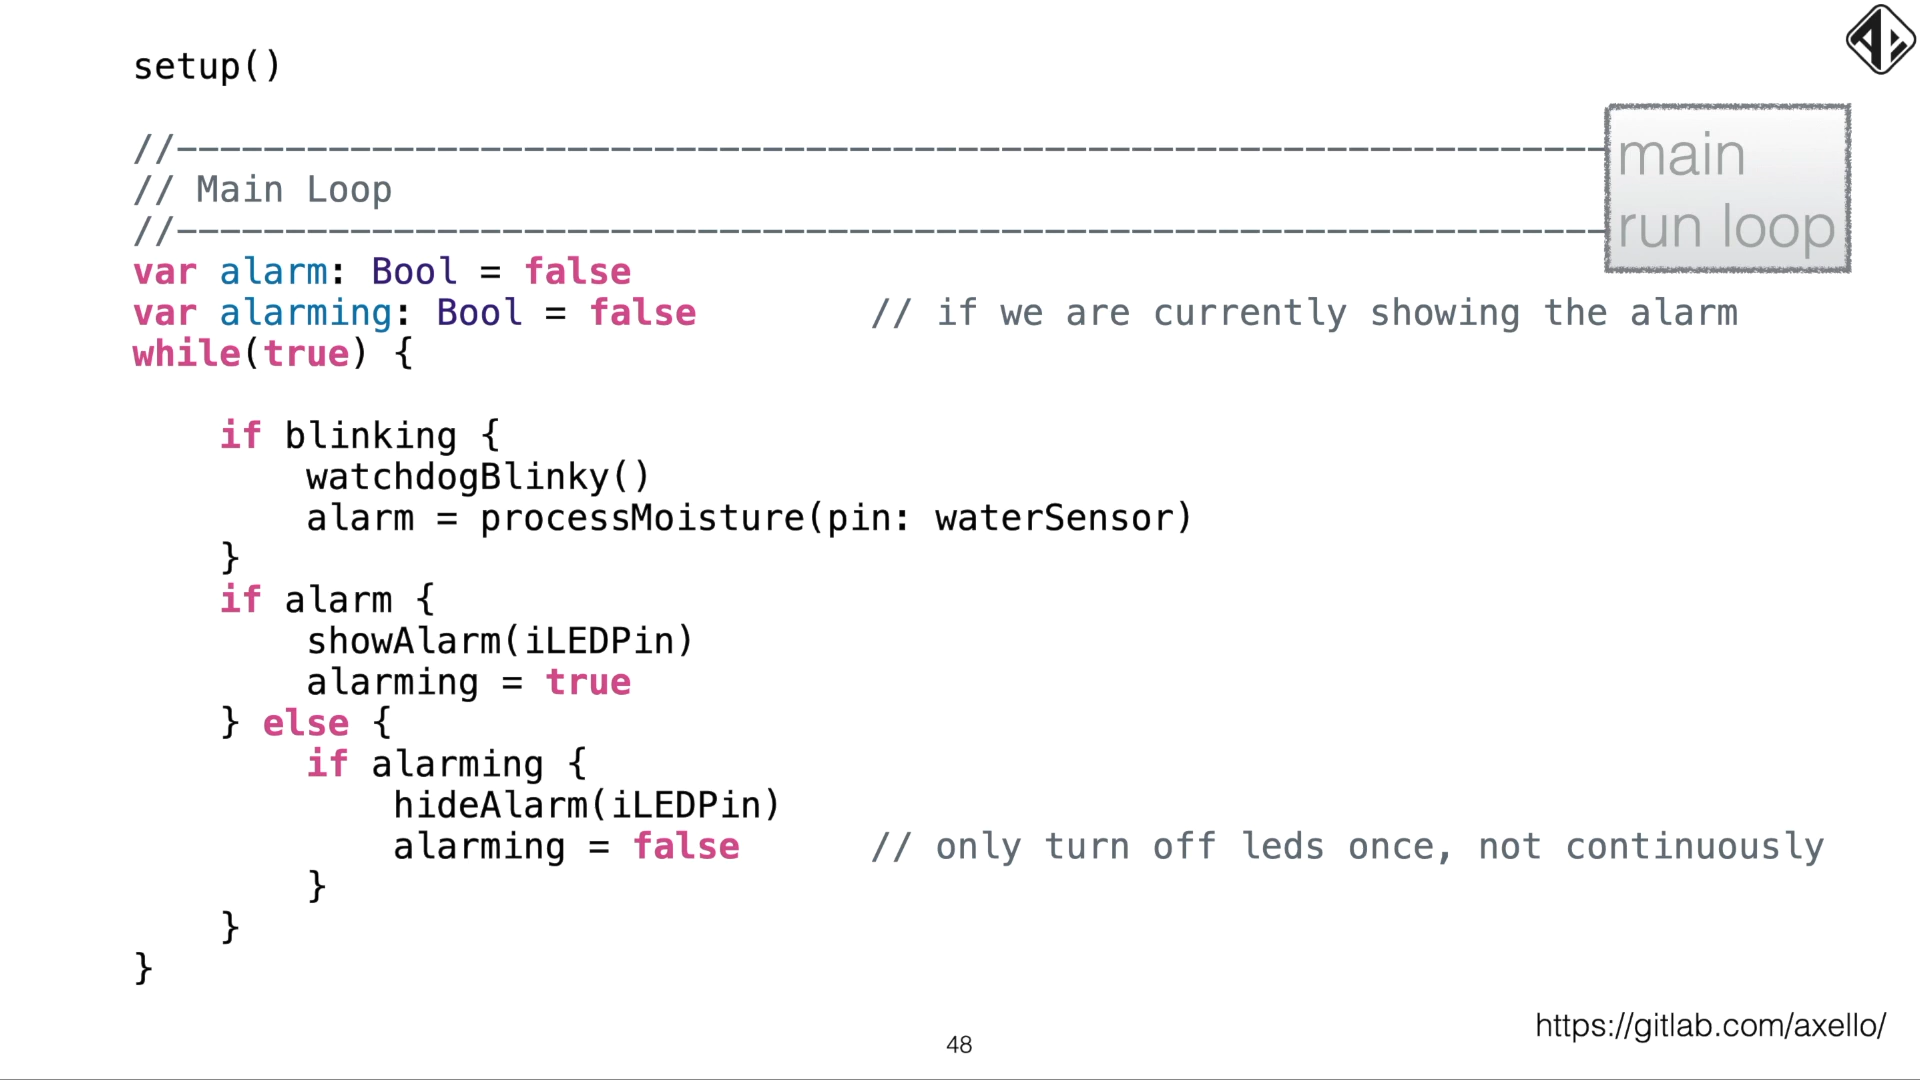 setup()
//------------------------------------------------------------------
// Main Loop
//------------------------------------------------------------------
main
run loop
var alarm: Bool = false
var alarming: Bool = false        // if we are currently showing the alarm
while(true) {
    if blinking {
        watchdogBlinky()
        alarm = processMoisture(pin: waterSensor)
    }
    if alarm {
        showAlarm(iLEDPin)
        alarming = true
    } else {
        if alarming {
            hideAlarm(iLEDPin)
            alarming = false      // only turn off leds once, not continuously
        }
    }
}
https://gitlab.com/axello/
48